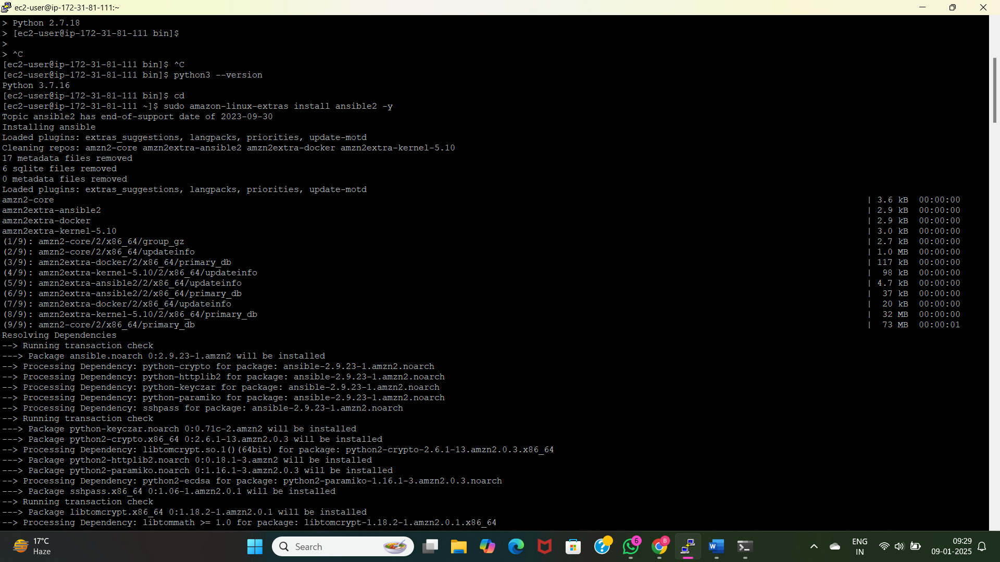 ec2-user@ip-172-31-81-111:~
> Python 2.7.18
> [ec2-user@ip-172-31-81-111 bin]$
>
> ^C
[ec2-user@ip-172-31-81-111 bin]$ ^C
[ec2-user@ip-172-31-81-111 bin]$ python3 --version
Python 3.7.16
[ec2-user@ip-172-31-81-111 bin]$ cd
[ec2-user@ip-172-31-81-111 ~]$ sudo amazon-linux-extras install ansible2 -y
Topic ansible2 has end-of-support date of 2023-09-30
Installing ansible
Loaded plugins: extras_suggestions, langpacks, priorities, update-motd
Cleaning repos: amzn2-core amzn2extra-ansible2 amzn2extra-docker amzn2extra-kernel-5.10
17 metadata files removed
6 sqlite files removed
0 metadata files removed
Loaded plugins: extras_suggestions, langpacks, priorities, update-motd
amzn2-core | 3.6 kB 00:00:00
amzn2extra-ansible2 | 2.9 kB 00:00:00
amzn2extra-docker | 2.9 kB 00:00:00
amzn2extra-kernel-5.10 | 3.0 kB 00:00:00
(1/9): amzn2-core/2/x86_64/group_gz | 2.7 kB 00:00:00
(2/9): amzn2-core/2/x86_64/updateinfo | 1.0 MB 00:00:00
(3/9): amzn2extra-docker/2/x86_64/primary_db | 117 kB 00:00:00
(4/9): amzn2extra-kernel-5.10/2/x86_64/updateinfo | 98 kB 00:00:00
(5/9): amzn2extra-ansible2/2/x86_64/updateinfo | 4.7 kB 00:00:00
(6/9): amzn2extra-ansible2/2/x86_64/primary_db | 37 kB 00:00:00
(7/9): amzn2extra-docker/2/x86_64/updateinfo | 20 kB 00:00:00
(8/9): amzn2extra-kernel-5.10/2/x86_64/primary_db | 32 MB 00:00:00
(9/9): amzn2-core/2/x86_64/primary_db | 73 MB 00:00:01
Resolving Dependencies
--> Running transaction check
---> Package ansible.noarch 0:2.9.23-1.amzn2 will be installed
--> Processing Dependency: python-crypto for package: ansible-2.9.23-1.amzn2.noarch
--> Processing Dependency: python-httplib2 for package: ansible-2.9.23-1.amzn2.noarch
--> Processing Dependency: python-keyczar for package: ansible-2.9.23-1.amzn2.noarch
--> Processing Dependency: python-paramiko for package: ansible-2.9.23-1.amzn2.noarch
--> Processing Dependency: sshpass for package: ansible-2.9.23-1.amzn2.noarch
--> Running transaction check
---> Package python-keyczar.noarch 0:0.71c-2.amzn2 will be installed
---> Package python2-crypto.x86_64 0:2.6.1-13.amzn2.0.3 will be installed
--> Processing Dependency: libtomcrypt.so.1()(64bit) for package: python2-crypto-2.6.1-13.amzn2.0.3.x86_64
---> Package python2-httplib2.noarch 0:0.18.1-3.amzn2 will be installed
---> Package python2-paramiko.noarch 0:1.16.1-3.amzn2.0.3 will be installed
--> Processing Dependency: python2-ecdsa for package: python2-paramiko-1.16.1-3.amzn2.0.3.noarch
---> Package sshpass.x86_64 0:1.06-1.amzn2.0.1 will be installed
--> Running transaction check
---> Package libtomcrypt.x86_64 0:1.18.2-1.amzn2.0.1 will be installed
--> Processing Dependency: libtommath >= 1.0 for package: libtomcrypt-1.18.2-1.amzn2.0.1.x86_64
17°C
Haze
Search
6
B
ENG
IN
09:29
09-01-2025